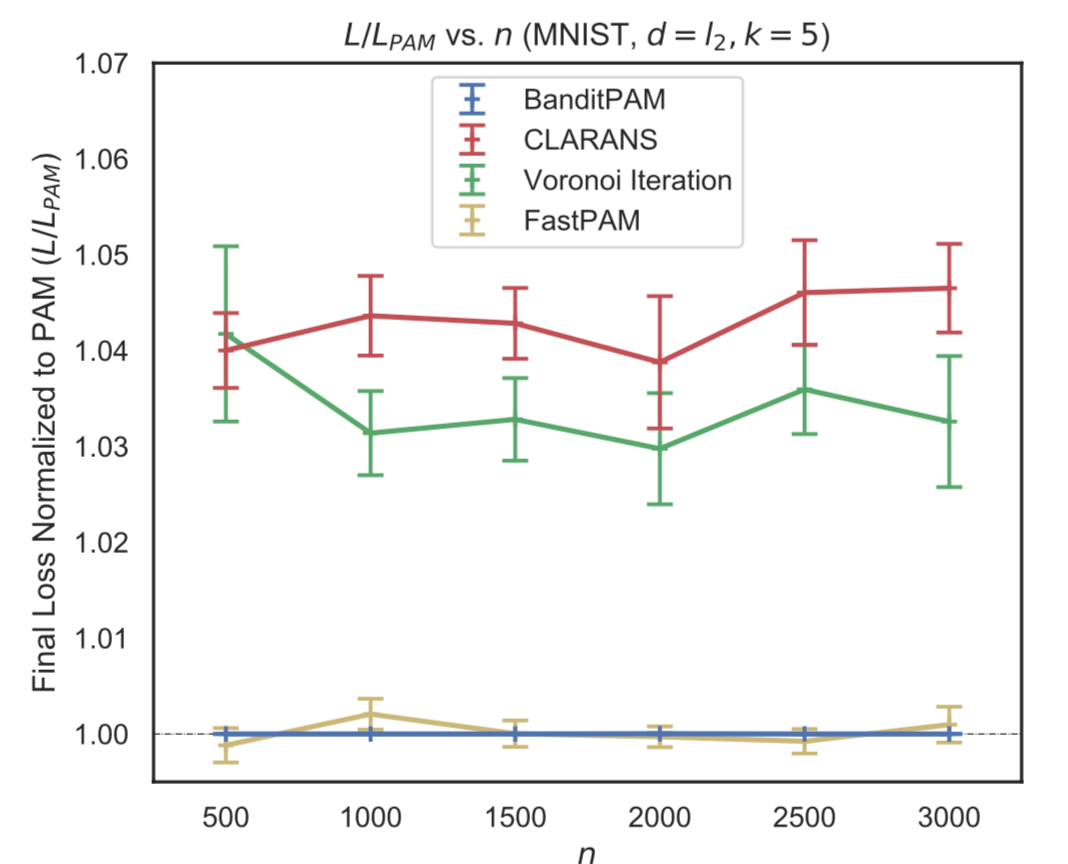 L/L_PAM vs. n (MNIST, d = l₂, k = 5)
Final Loss Normalized to PAM (L/L_PAM)
1.07
1.06
1.05
1.04
1.03
1.02
1.01
1.00
BanditPAM
CLARANS
Voronoi Iteration
FastPAM
500 1000 1500 2000 2500 3000
n